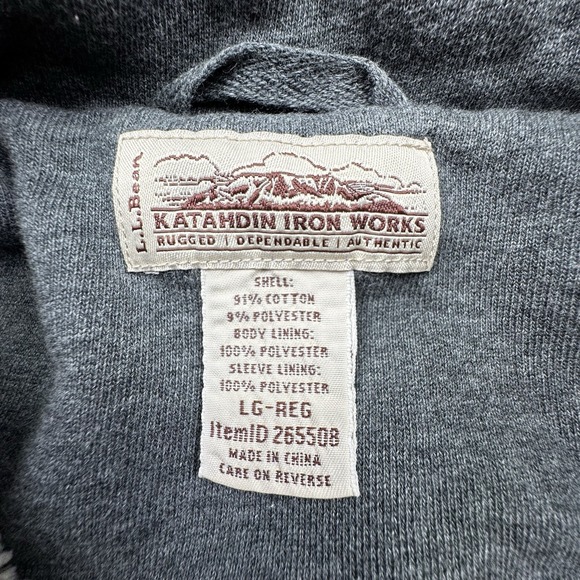 L.L.Bean
KATAHDIN IRON WORKS
RUGGED | DEPENDABLE | AUTHENTIC
SHELL:
91% COTTON
9% POLYESTER
BODY LINING:
100% POLYESTER
SLEEVE LINING:
100% POLYESTER
LG-REG
ItemID 265508
MADE IN CHINA
CARE ON REVERSE